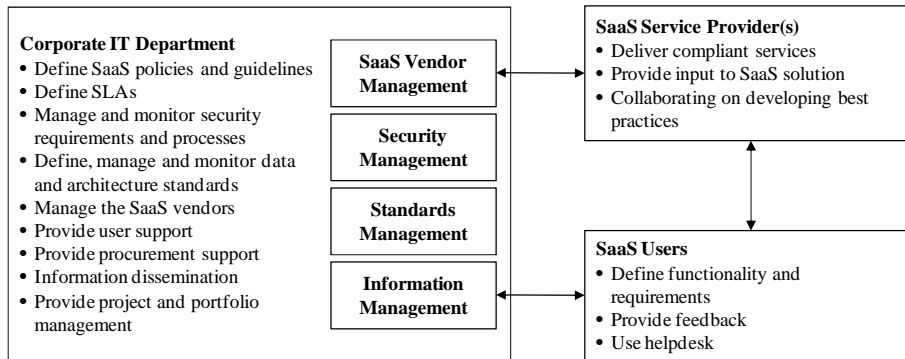 Corporate IT Department
• Define SaaS policies and guidelines
• Define SLAs
• Manage and monitor security
requirements and processes
• Define, manage and monitor data
and architecture standards
• Manage the SaaS vendors
• Provide user support
• Provide procurement support
• Information dissemination
• Provide project and portfolio
management
SaaS Vendor
Management
Security
Management
Standards
Management
Information
Management
SaaS Service Provider(s)
• Deliver compliant services
• Provide input to SaaS solution
• Collaborating on developing best
practices
SaaS Users
• Define functionality and
requirements
• Provide feedback
• Use helpdesk